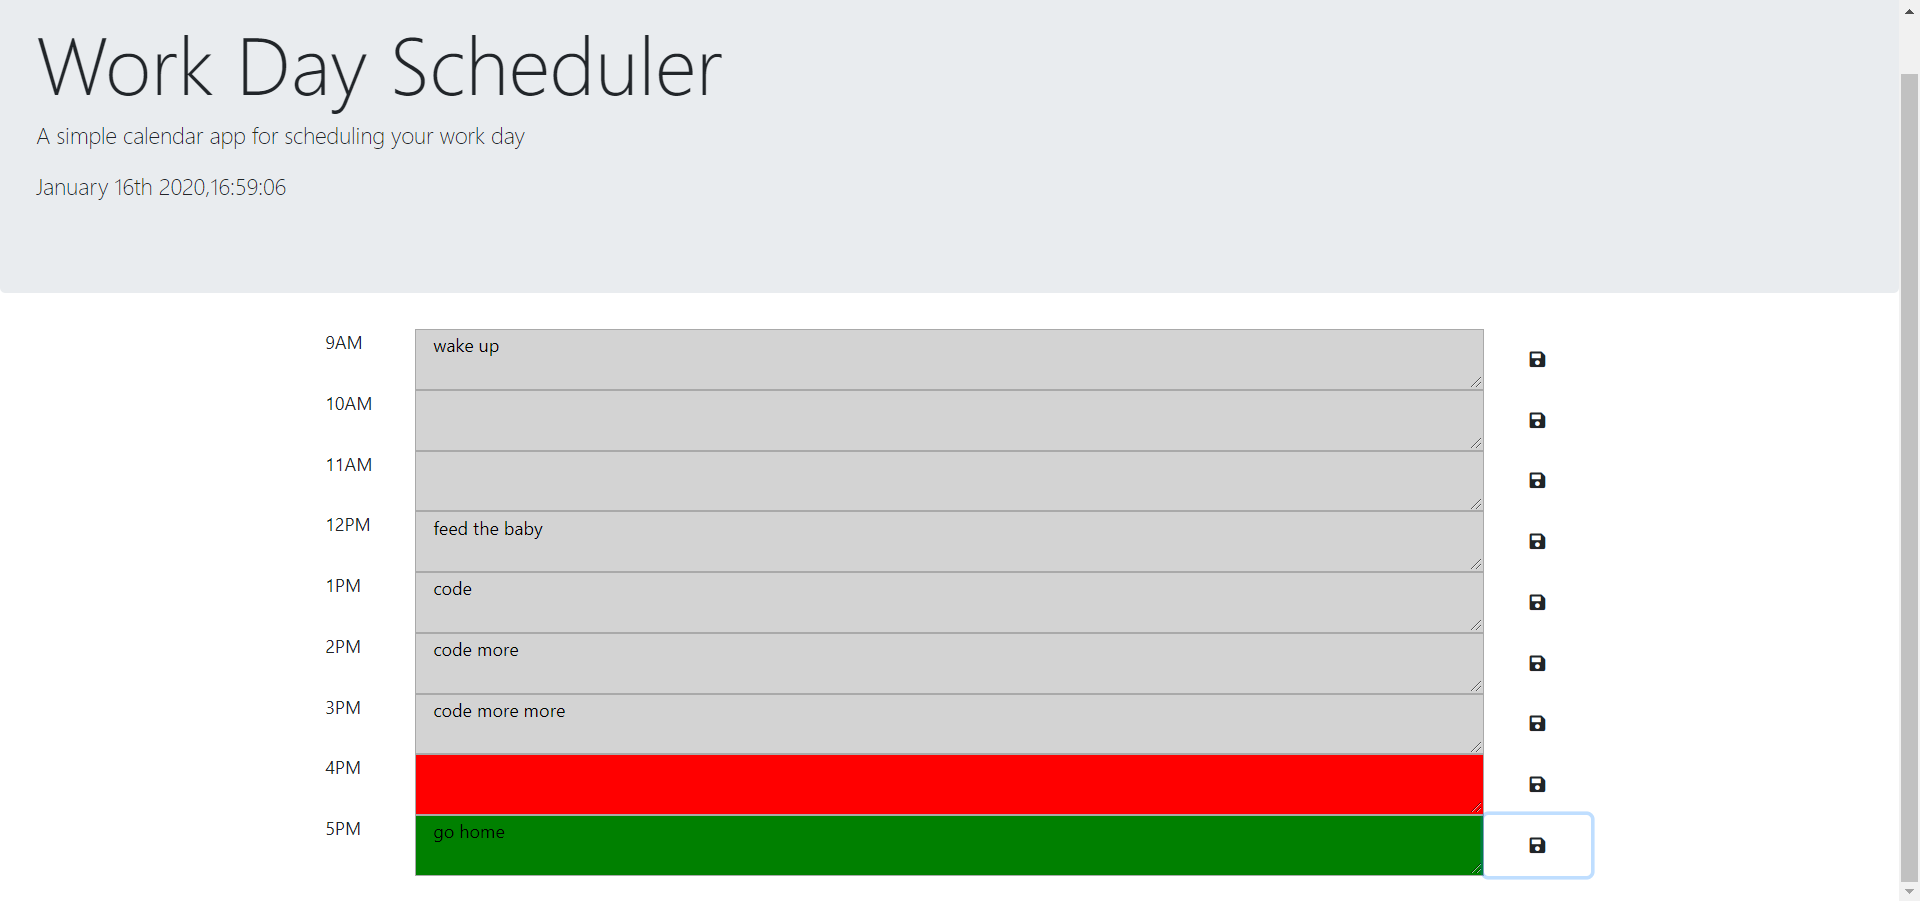 Work Day Scheduler
A simple calendar app for scheduling your work day
January 16th 2020,16:59:06
9AM wake up
10AM
11AM
12PM feed the baby
1PM code
2PM code more
3PM code more more
4PM
5PM go home